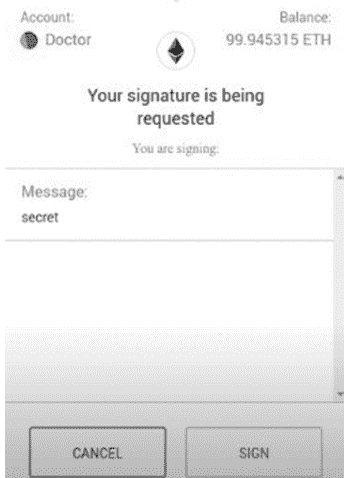 Account: Balance:
Doctor 99.945315 ETH
Your signature is being
requested
You are signing:
Message:
secret
CANCEL SIGN